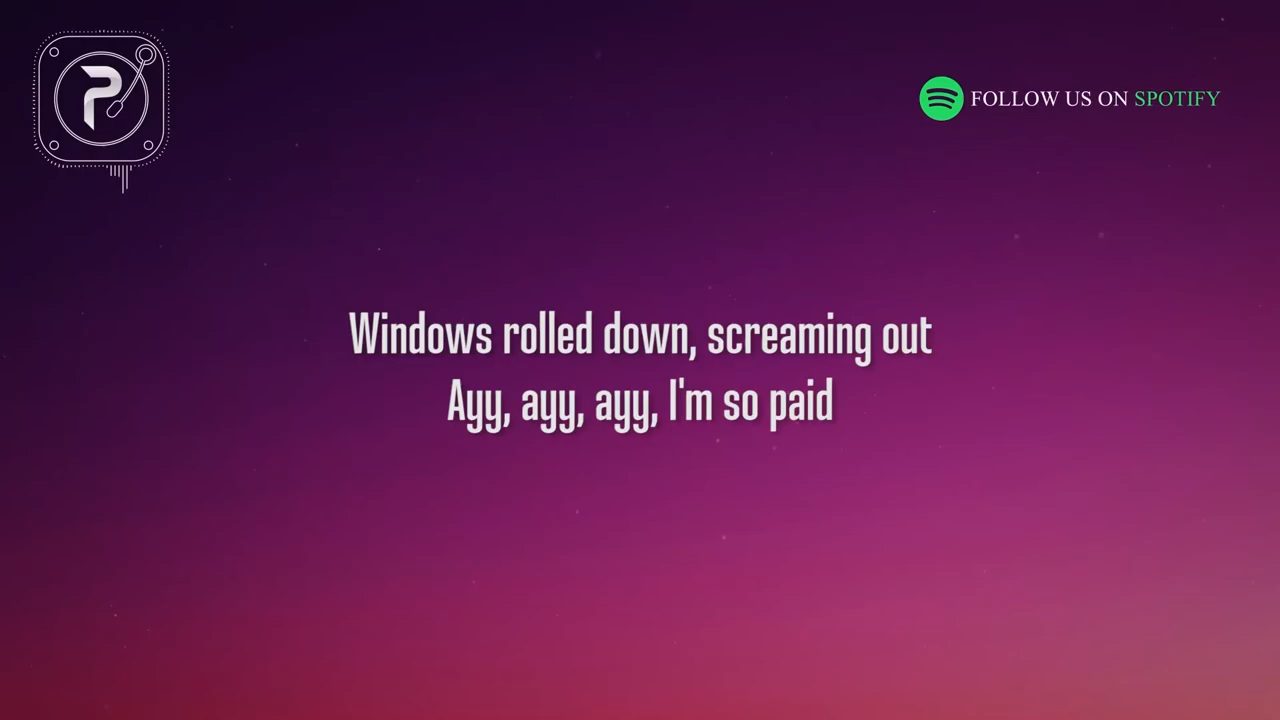 FOLLOW US ON SPOTIFY
Windows rolled down, screaming out
Ayy, ayy, ayy, I'm so paid